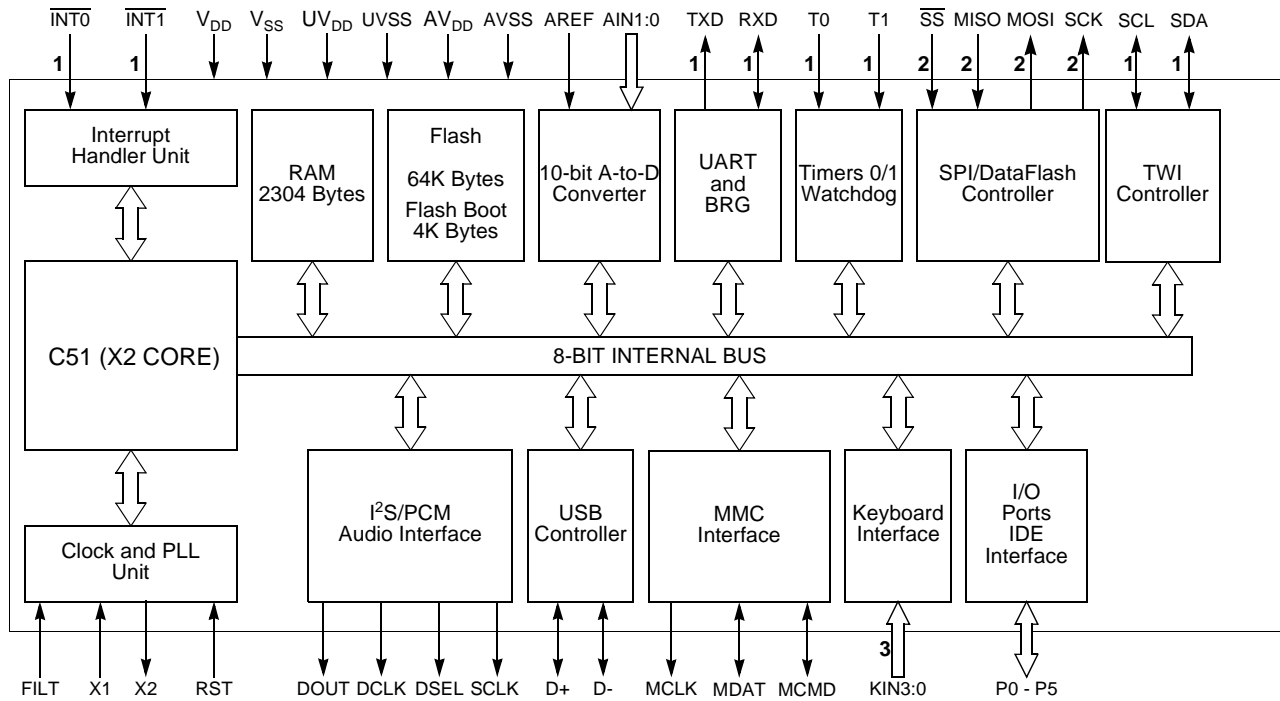 INT0 INT1 VDD VSS UVDD UVSS AVDD AVSS AREF AIN1:0 TXD RXD T0 T1 SS MISO MOSI SCK SCL SDA
1 1 1 1 1 1 2 2 2 2 1 1
Interrupt
Handler Unit
RAM
2304 Bytes
Flash
64K Bytes
Flash Boot
4K Bytes
10-bit A-to-D
Converter
UART
and
BRG
Timers 0/1
Watchdog
SPI/DataFlash
Controller
TWI
Controller
C51 (X2 CORE)
8-BIT INTERNAL BUS
Clock and PLL
Unit
I²S/PCM
Audio Interface
USB
Controller
MMC
Interface
Keyboard
Interface
I/O
Ports
IDE
Interface
3
FILT X1 X2 RST DOUT DCLK DSEL SCLK D+ D- MCLK MDAT MCMD KIN3:0 P0 - P5